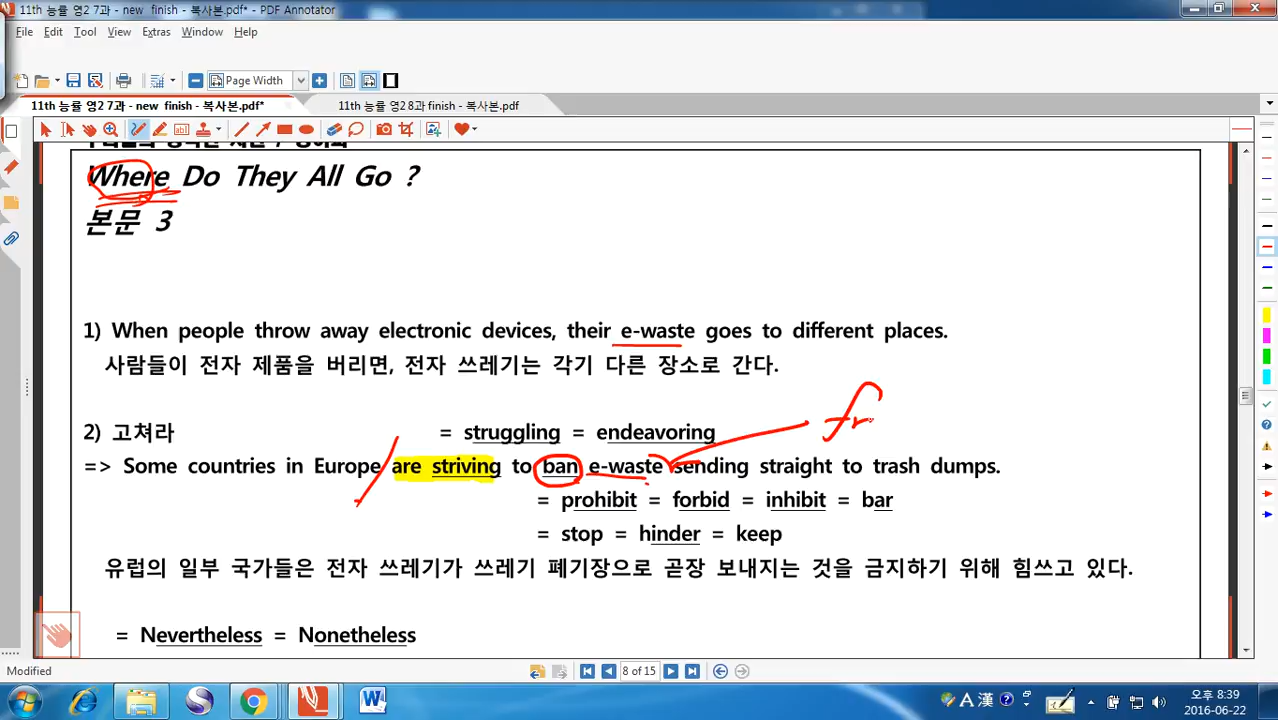 11th 능률 영2 7과 - new finish - 복사본.pdf* - PDF Annotator
File Edit Tool View Extras Window Help
Page Width
11th 능률 영2 7과 - new finish - 복사본.pdf* 11th 능률 영2 8과 finish - 복사본.pdf
Where Do They All Go ?
본문 3
1) When people throw away electronic devices, their e-waste goes to different places.
사람들이 전자 제품을 버리면, 전자 쓰레기는 각기 다른 장소로 간다.
fr
2) 고쳐라 = struggling = endeavoring
=> Some countries in Europe are striving to ban e-waste sending straight to trash dumps.
= prohibit = forbid = inhibit = bar
= stop = hinder = keep
유럽의 일부 국가들은 전자 쓰레기가 쓰레기 폐기장으로 곧장 보내지는 것을 금지하기 위해 힘쓰고 있다.
= Nevertheless = Nonetheless
Modified 8 of 15
A 漢 오후 8:39
2016-06-22